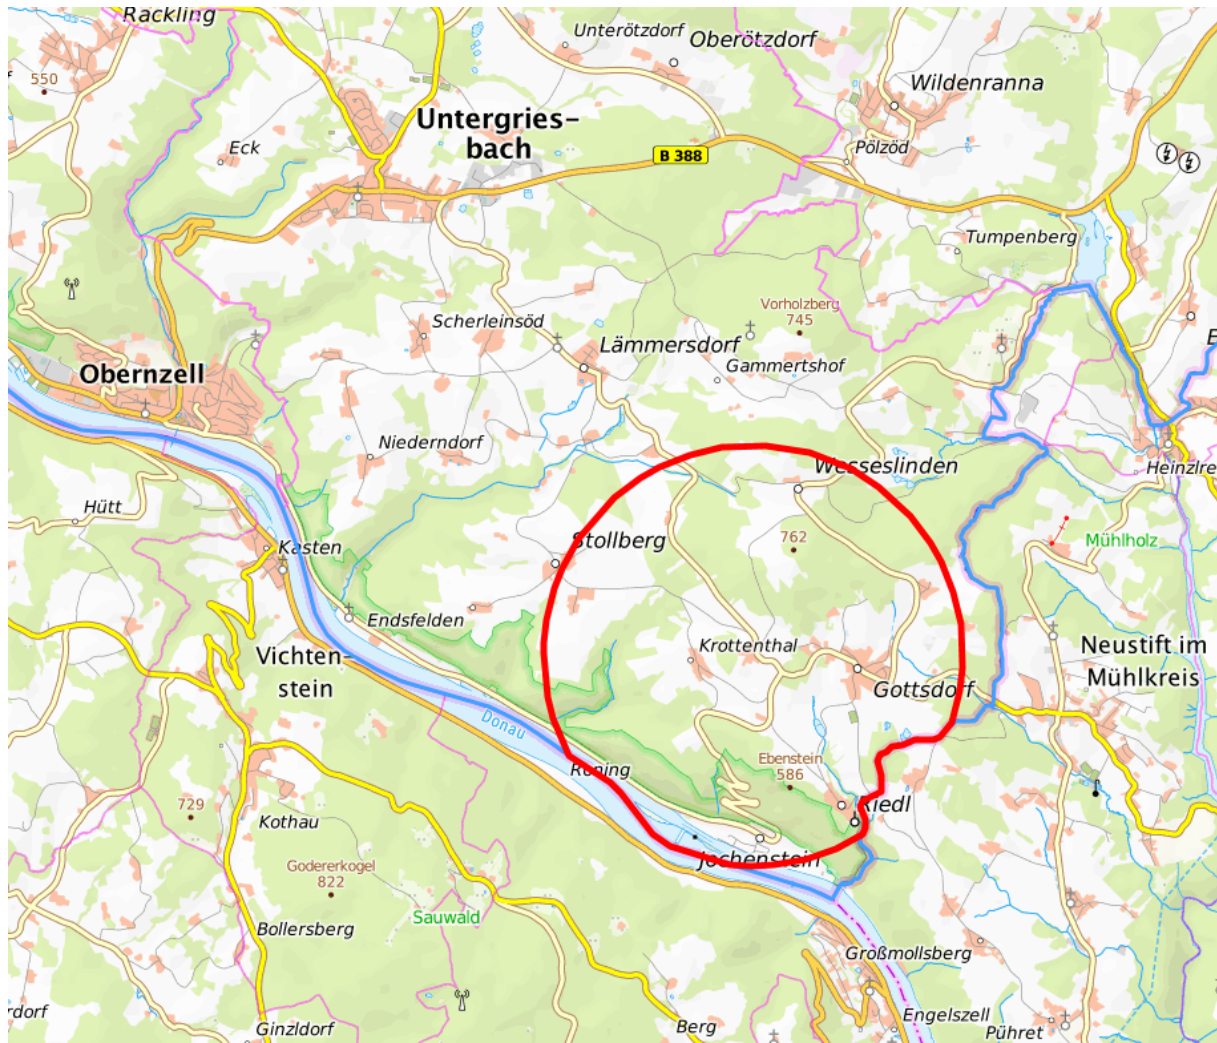 Rackling
Unterötzdorf
Oberötzdorf
550
Wildenranna
Untergries-
bach
Eck
B 388
Pölzöd
Tumpenberg
Vorholzberg
745
Scherleinsöd
Lämmersdorf
Gammertshof
Obernzell
Niederndorf
Wesseslinden
Heinzlre
Hütt
Kasten
Stollberg
762
Mühlholz
Endsfelden
Krottenthal
Neustift im
Mühlkreis
Vichten-
stein
Gottsdorf
Donau
Ebenstein
586
Roning
Riedl
729
Kothau
Jochenstein
Godererkogel
822
Sauwald
Bollersberg
Großmollsberg
rdorf
Ginzldorf
Berg
Engelszell
Pühret